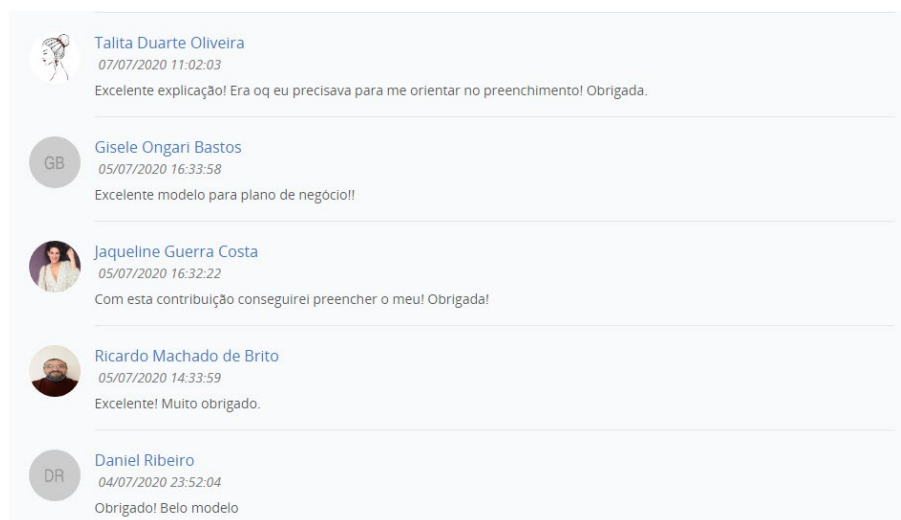 Talita Duarte Oliveira
07/07/2020 11:02:03
Excelente explicação! Era oq eu precisava para me orientar no preenchimento! Obrigada.
GB
Gisele Ongari Bastos
05/07/2020 16:33:58
Excelente modelo para plano de negócio!!
Jaqueline Guerra Costa
05/07/2020 16:32:22
Com esta contribuição conseguirei preencher o meu! Obrigada!
Ricardo Machado de Brito
05/07/2020 14:33:59
Excelente! Muito obrigado.
DR
Daniel Ribeiro
04/07/2020 23:52:04
Obrigado! Belo modelo